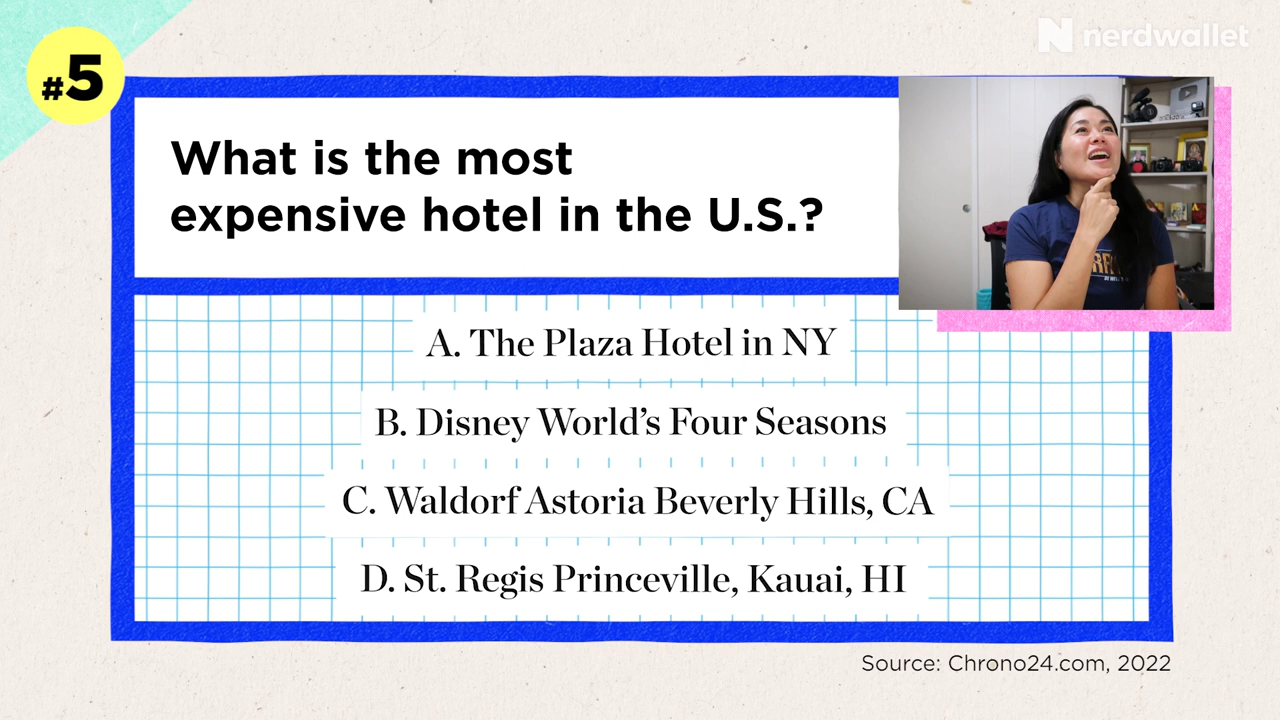 #5
nerdwallet
What is the most
expensive hotel in the U.S.?
A. The Plaza Hotel in NY
B. Disney World’s Four Seasons
C. Waldorf Astoria Beverly Hills, CA
D. St. Regis Princeville, Kauai, HI
Source: Chrono24.com, 2022